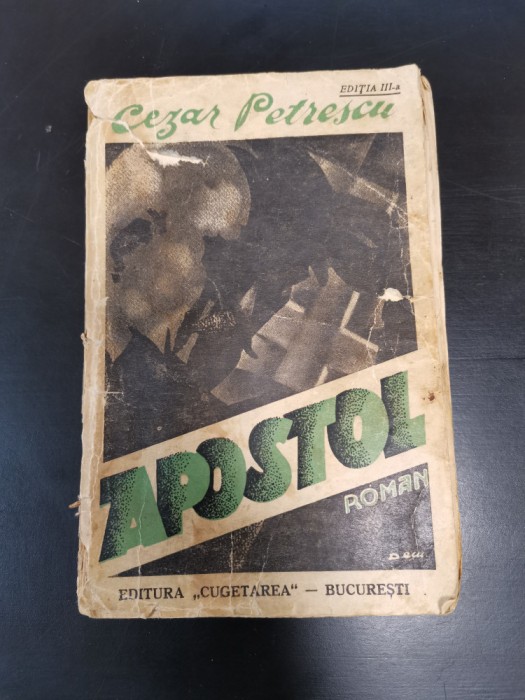 EDIȚIA III-a
Cezar Petrescu
APOSTOL
ROMAN
EDITURA „CUGETAREA“ — BUCUREȘTI